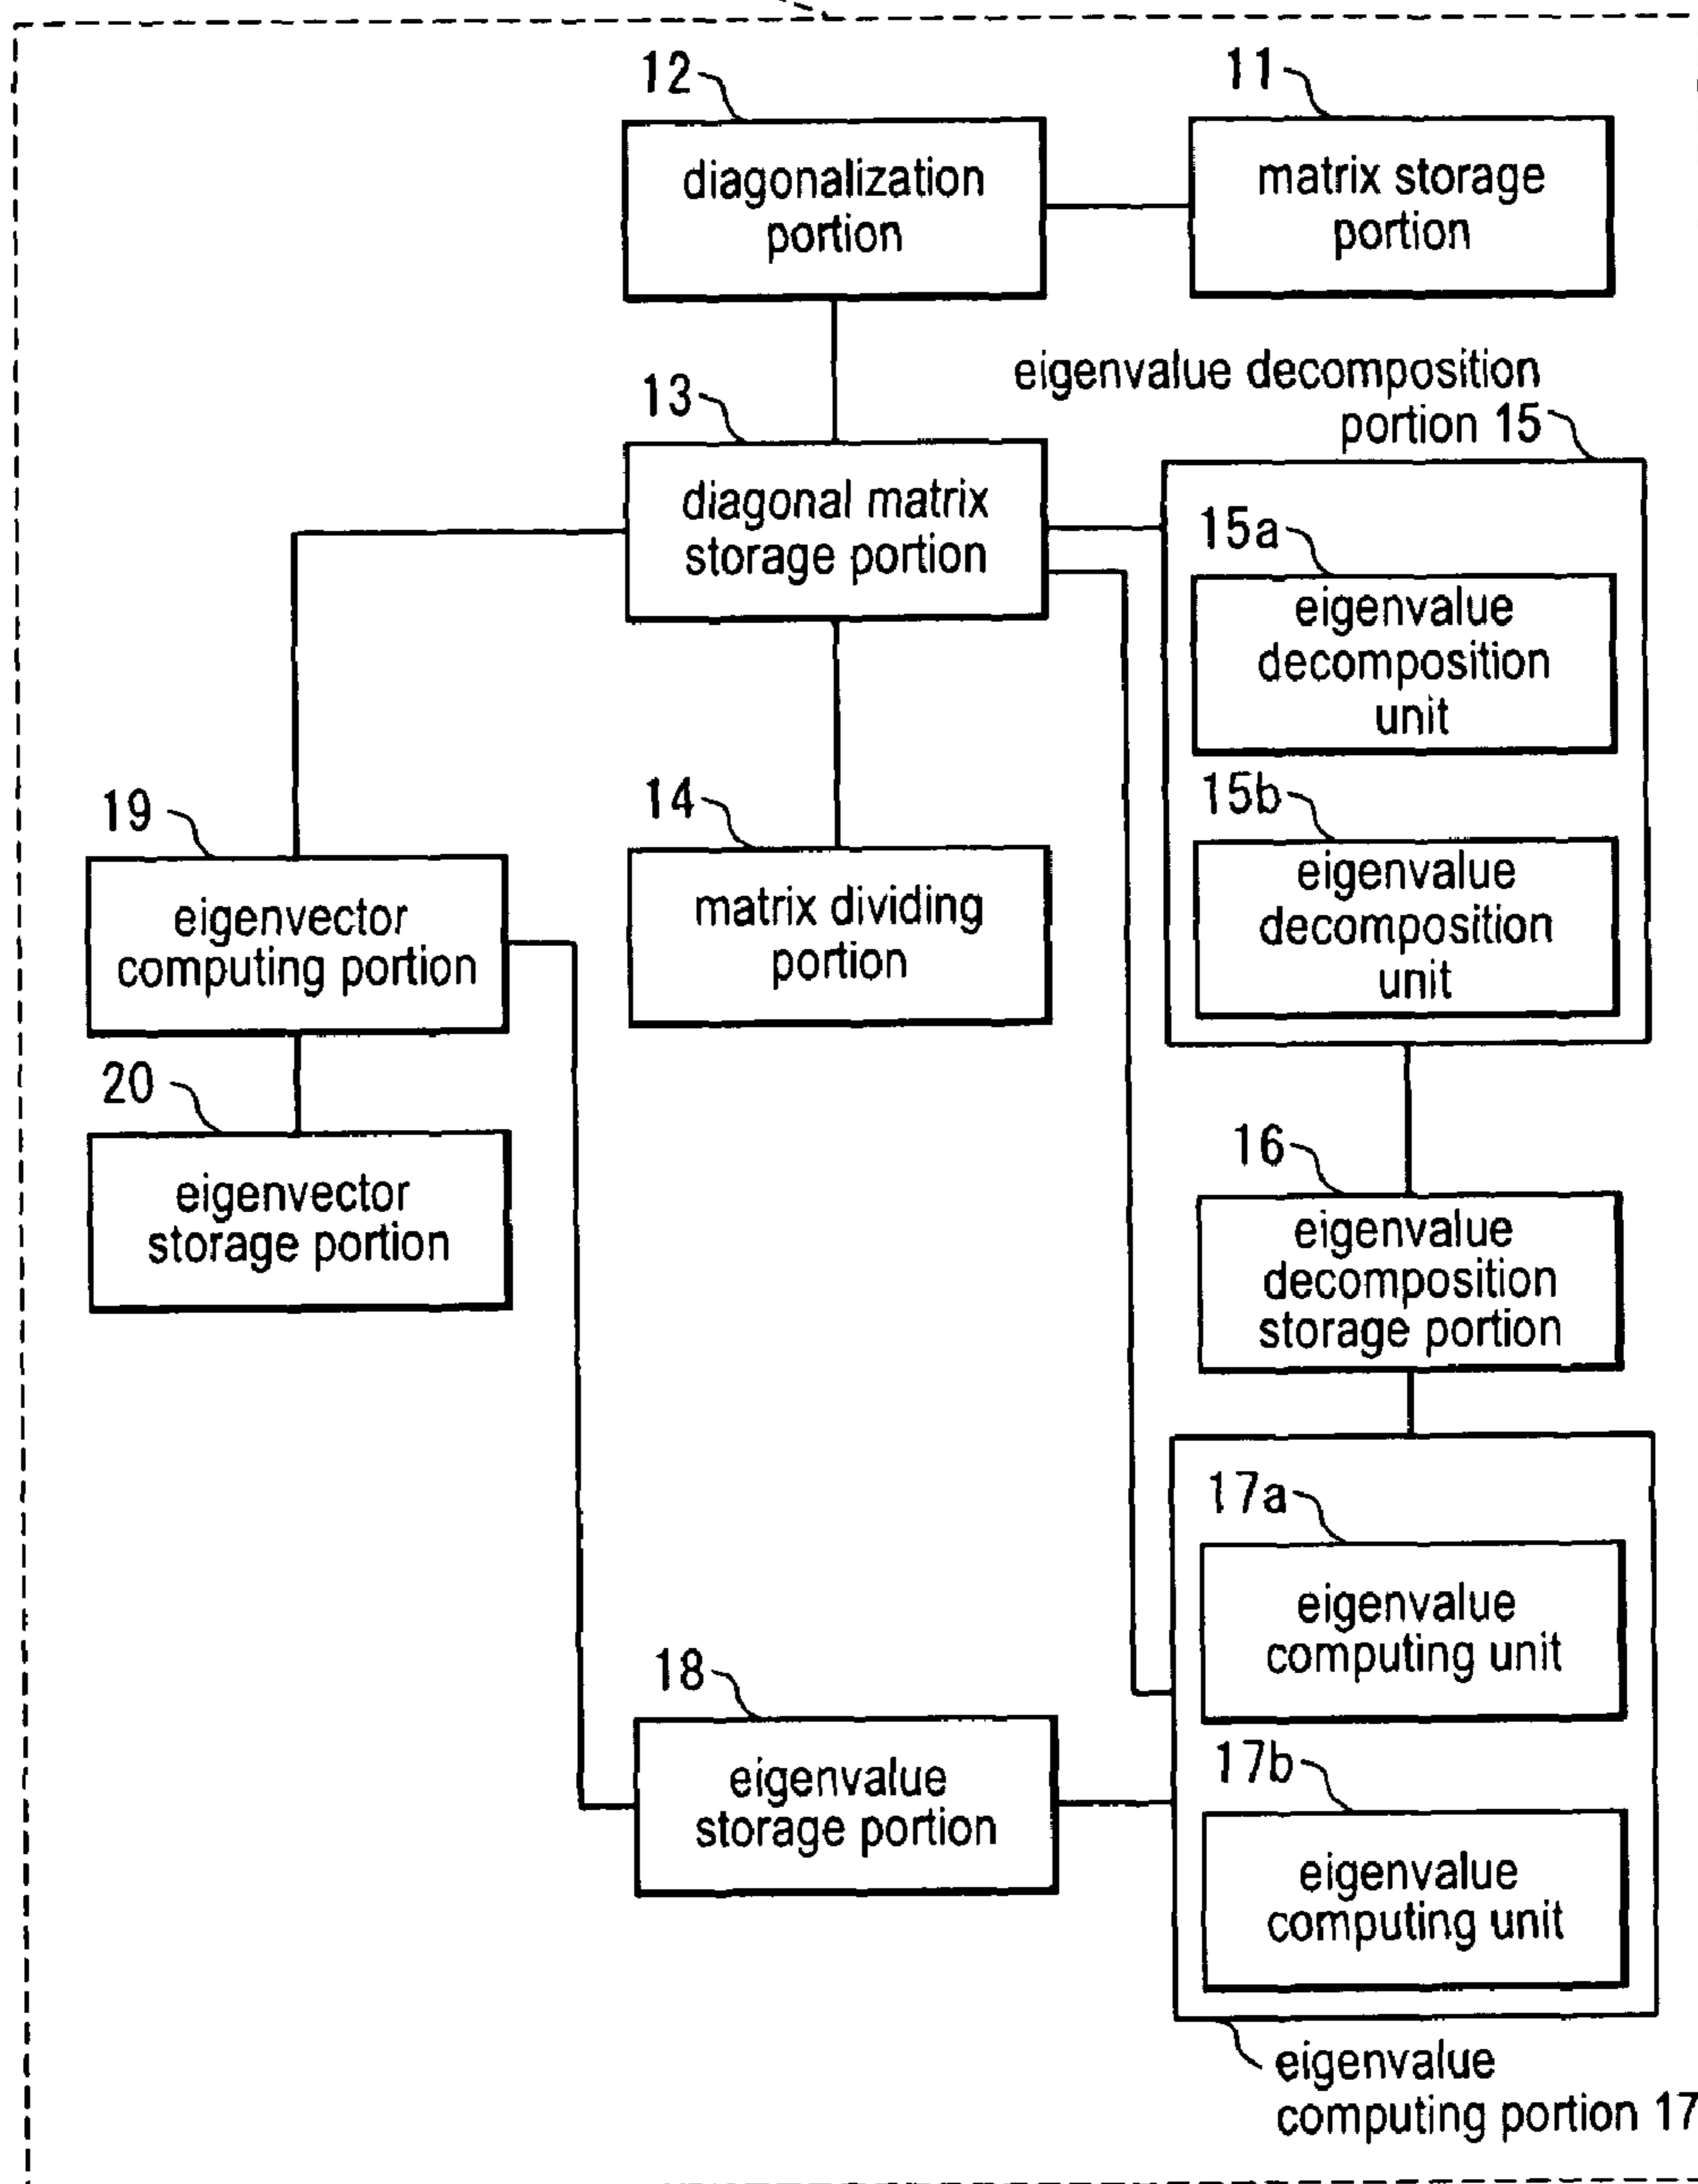 12
11
diagonalization
portion
matrix storage
portion
eigenvalue decomposition
portion 15
13
diagonal matrix
storage portion
15a
eigenvalue
decomposition
unit
15b
eigenvalue
decomposition
unit
19
eigenvector
computing portion
14
matrix dividing
portion
20
eigenvector
storage portion
16
eigenvalue
decomposition
storage portion
17a
eigenvalue
computing unit
18
eigenvalue
storage portion
17b
eigenvalue
computing unit
eigenvalue
computing portion 17